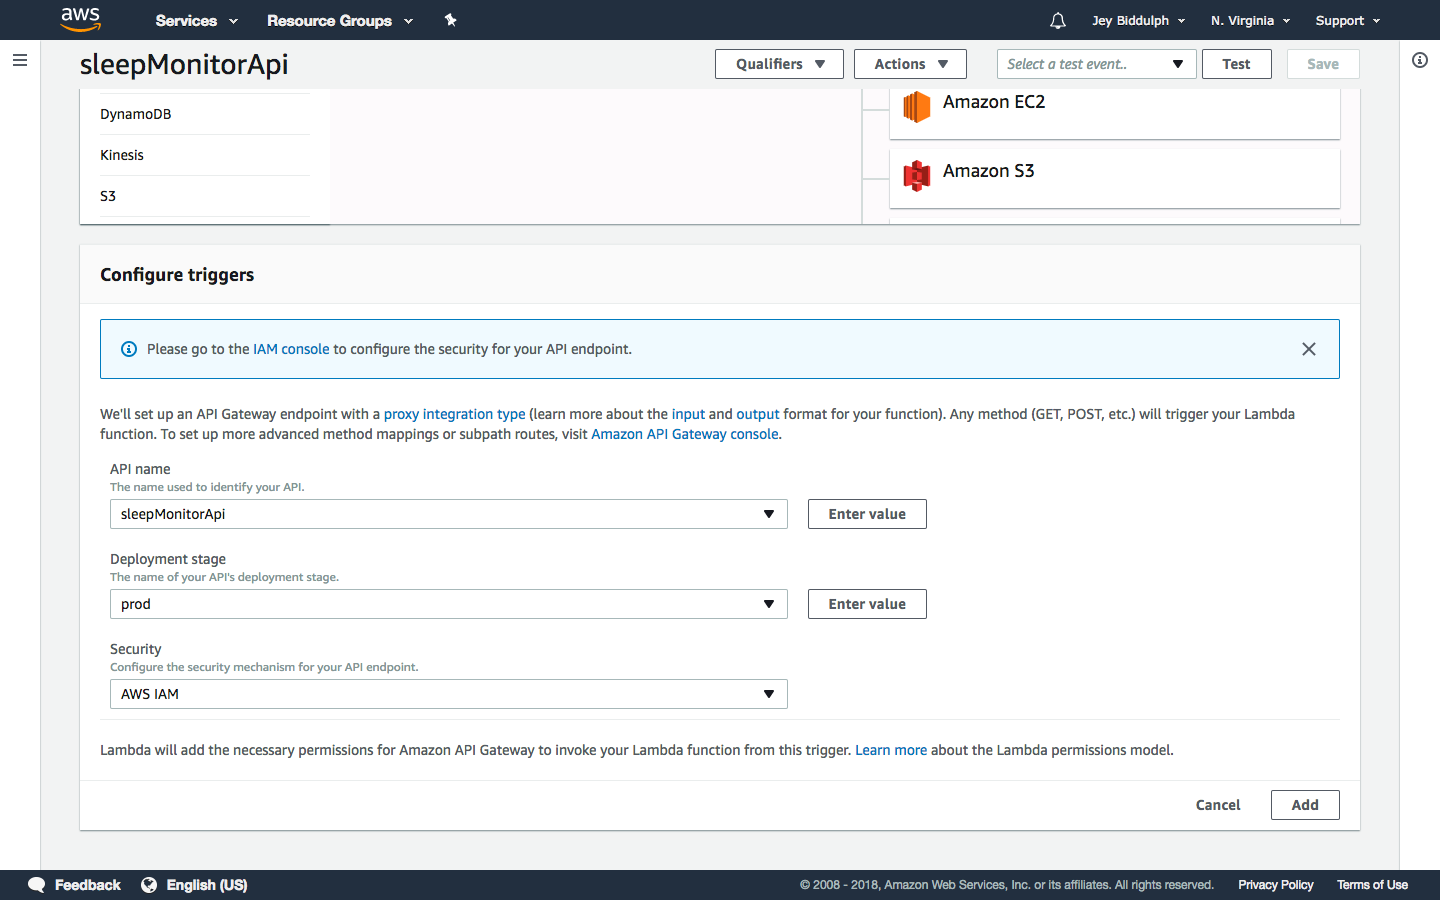 aws Services Resource Groups Jey Biddulph N. Virginia Support
sleepMonitorApi Qualifiers Actions Select a test event.. Test Save
DynamoDB
Kinesis
S3
Amazon EC2
Amazon S3
Configure triggers
Please go to the IAM console to configure the security for your API endpoint.
We'll set up an API Gateway endpoint with a proxy integration type (learn more about the input and output format for your function). Any method (GET, POST, etc.) will trigger your Lambda
function. To set up more advanced method mappings or subpath routes, visit Amazon API Gateway console.
API name
The name used to identify your API.
sleepMonitorApi Enter value
Deployment stage
The name of your API's deployment stage.
prod Enter value
Security
Configure the security mechanism for your API endpoint.
AWS IAM
Lambda will add the necessary permissions for Amazon API Gateway to invoke your Lambda function from this trigger. Learn more about the Lambda permissions model.
Cancel Add
Feedback English (US) © 2008 - 2018, Amazon Web Services, Inc. or its affiliates. All rights reserved. Privacy Policy Terms of Use